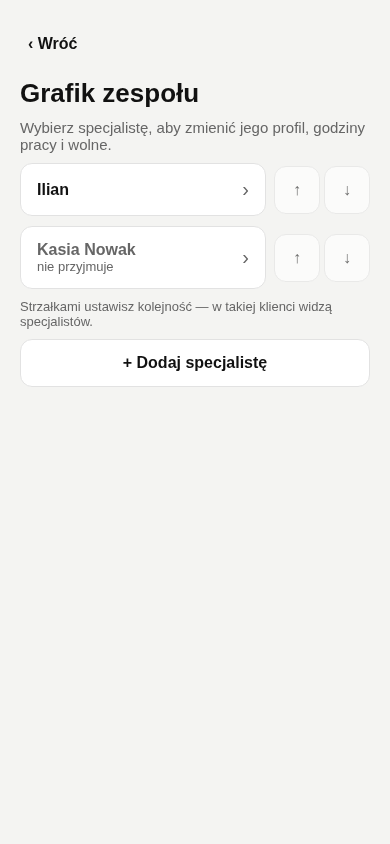 ‹ Wróć
Grafik zespołu
Wybierz specjalistę, aby zmienić jego profil, godziny
pracy i wolne.
Ilian ›
↑ ↓
Kasia Nowak
nie przyjmuje ›
↑ ↓
Strzałkami ustawisz kolejność — w takiej klienci widzą
specjalistów.
+ Dodaj specjalistę